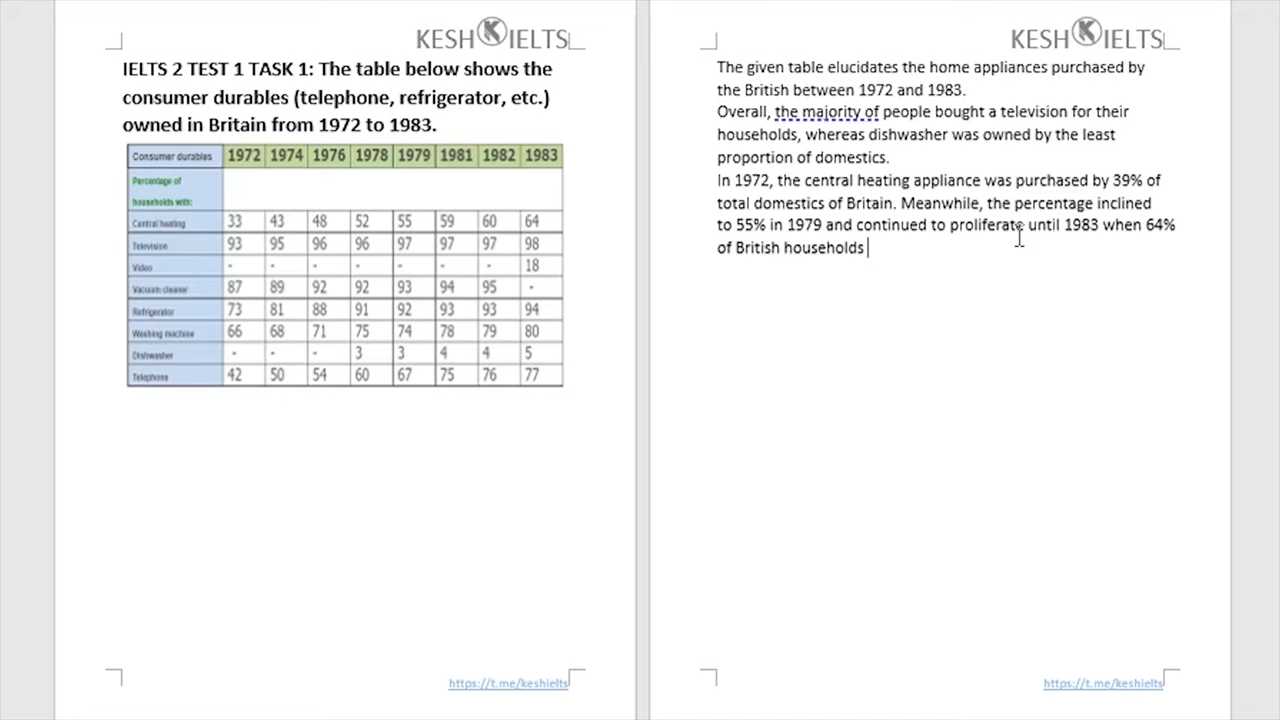 KESH K IELTS
IELTS 2 TEST 1 TASK 1: The table below shows the
consumer durables (telephone, refrigerator, etc.)
owned in Britain from 1972 to 1983.
Consumer durables 1972 1974 1976 1978 1979 1981 1982 1983
Percentage of
households with:
Central heating 33 43 48 52 55 59 60 64
Television 93 95 96 96 97 97 97 98
Video - - - - - - - 18
Vacuum cleaner 87 89 92 92 93 94 95 -
Refrigerator 73 81 88 91 92 93 93 94
Washing machine 66 68 71 75 74 78 79 80
Dishwasher - - - 3 3 4 4 5
Telephone 42 50 54 60 67 75 76 77
https://t.me/keshielts
KESH K IELTS
The given table elucidates the home appliances purchased by
the British between 1972 and 1983.
Overall, the majority of people bought a television for their
households, whereas dishwasher was owned by the least
proportion of domestics.
In 1972, the central heating appliance was purchased by 39% of
total domestics of Britain. Meanwhile, the percentage inclined
to 55% in 1979 and continued to proliferate until 1983 when 64%
of British households
https://t.me/keshielts